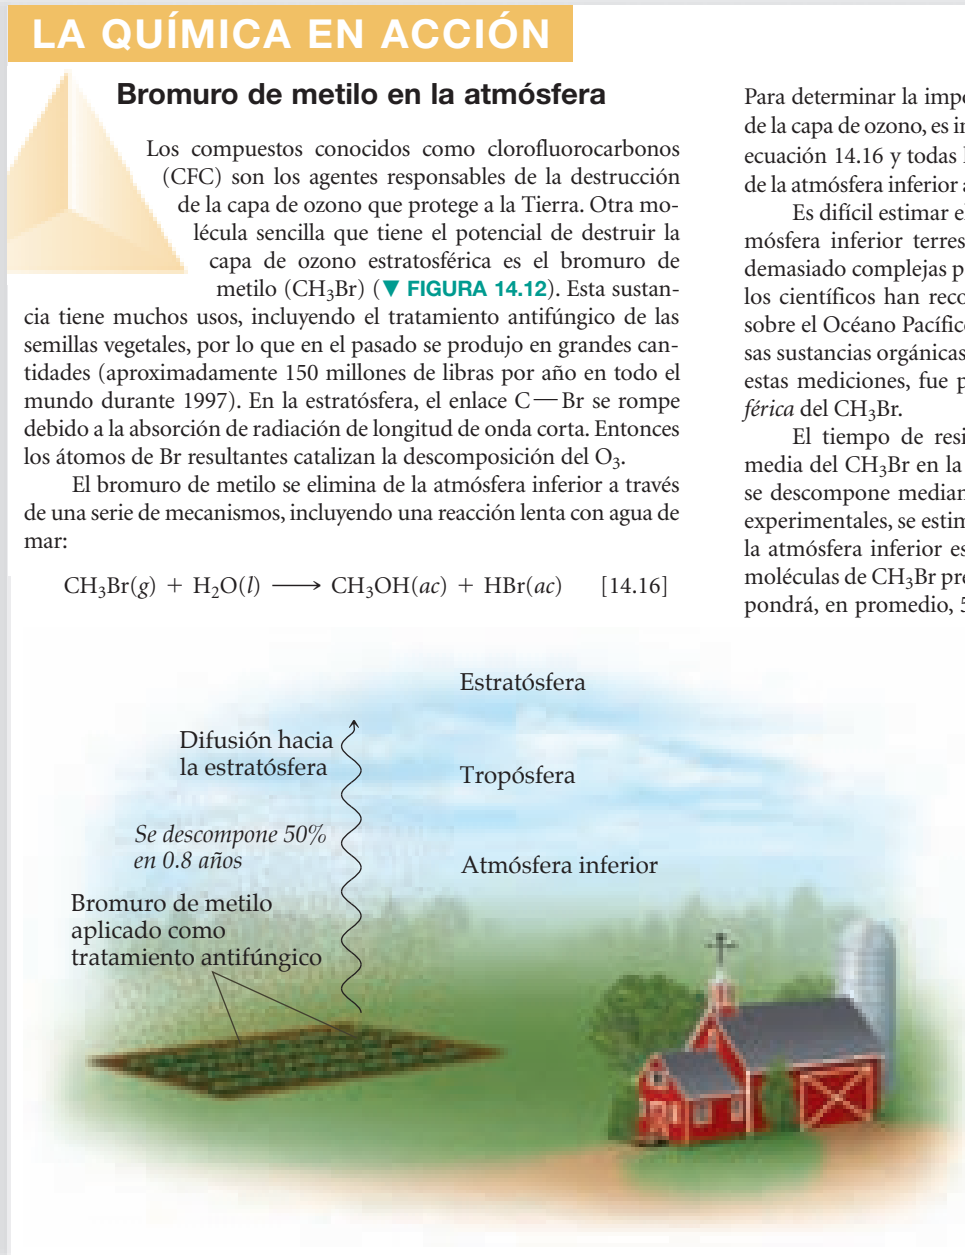 LA QUÍMICA EN ACCIÓN
Bromuro de metilo en la atmósfera
Los compuestos conocidos como clorofluorocarbonos
(CFC) son los agentes responsables de la destrucción
de la capa de ozono que protege a la Tierra. Otra mo-
lécula sencilla que tiene el potencial de destruir la
capa de ozono estratosférica es el bromuro de
metilo (CH₃Br) (▼ FIGURA 14.12). Esta sustan-
cia tiene muchos usos, incluyendo el tratamiento antifúngico de las
semillas vegetales, por lo que en el pasado se produjo en grandes can-
tidades (aproximadamente 150 millones de libras por año en todo el
mundo durante 1997). En la estratósfera, el enlace C—Br se rompe
debido a la absorción de radiación de longitud de onda corta. Entonces
los átomos de Br resultantes catalizan la descomposición del O₃.
El bromuro de metilo se elimina de la atmósfera inferior a través
de una serie de mecanismos, incluyendo una reacción lenta con agua de
mar:
CH₃Br(g) + H₂O(l) ⟶ CH₃OH(ac) + HBr(ac) [14.16]
Para determinar la impo
de la capa de ozono, es in
ecuación 14.16 y todas l
de la atmósfera inferior a
Es difícil estimar el
mósfera inferior terres
demasiado complejas p
los científicos han reco
sobre el Océano Pacífico
sas sustancias orgánicas
estas mediciones, fue p
férica del CH₃Br.
El tiempo de resi
media del CH₃Br en la
se descompone median
experimentales, se estim
la atmósfera inferior es
moléculas de CH₃Br pre
pondrá, en promedio, 5
Estratósfera
Difusión hacia
la estratósfera
Tropósfera
Se descompone 50%
en 0.8 años
Atmósfera inferior
Bromuro de metilo
aplicado como
tratamiento antifúngico